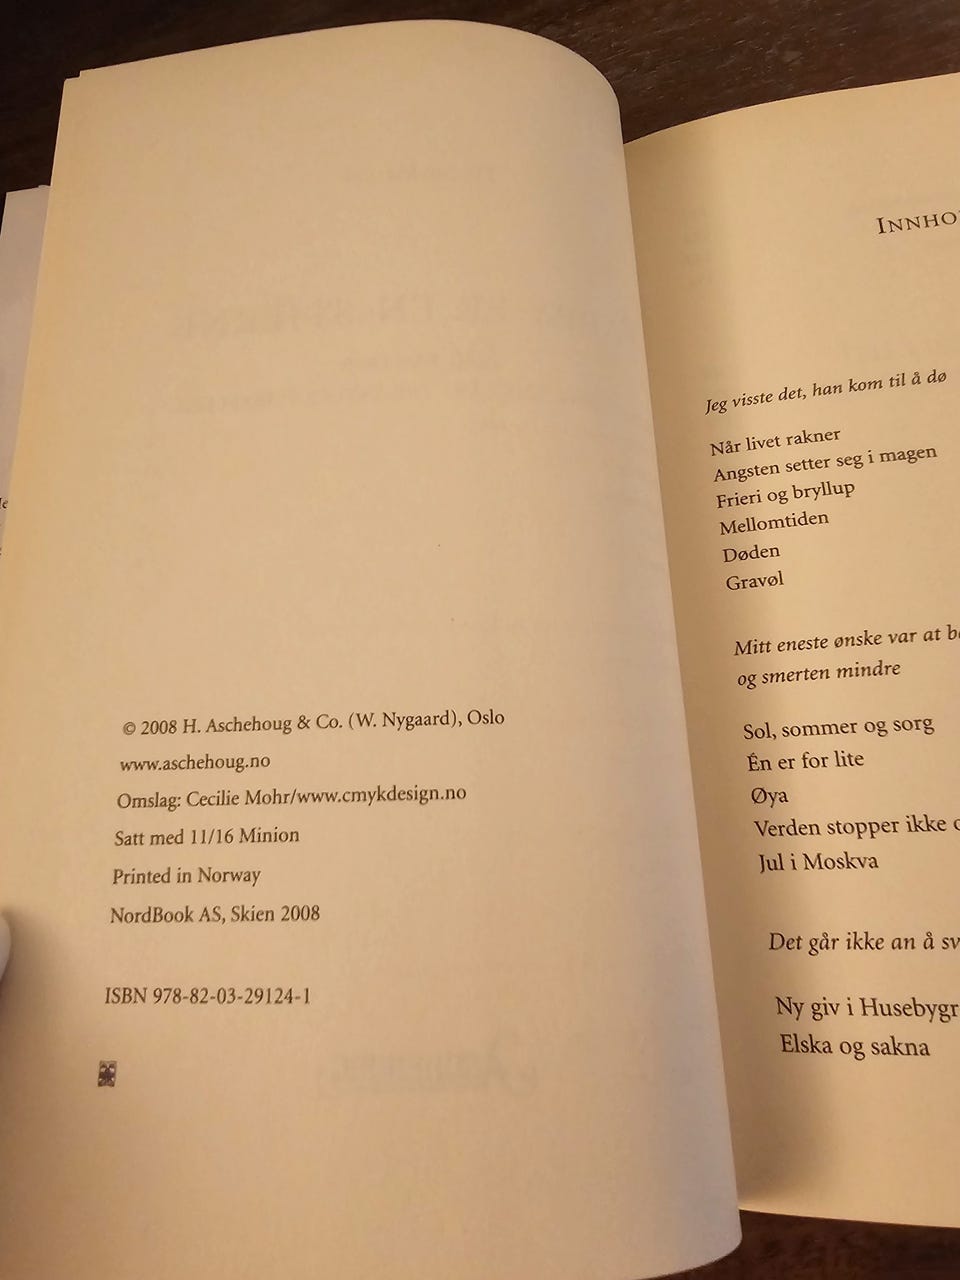 © 2008 H. Aschehoug & Co. (W. Nygaard), Oslo
www.aschehoug.no
Omslag: Cecilie Mohr/www.cmykdesign.no
Satt med 11/16 Minion
Printed in Norway
NordBook AS, Skien 2008
ISBN 978-82-03-29124-1
Jeg visste det, han kom til å dø
Når livet rakner
Angsten setter seg i magen
Frieri og bryllup
Mellomtiden
Døden
Gravøl
Mitt eneste ønske var at
og smerten mindre
Sol, sommer og sorg
Én er for lite
Øya
Verden stopper ikke
Jul i Moskva
Det går ikke an å
Ny giv i
Elska og sakna